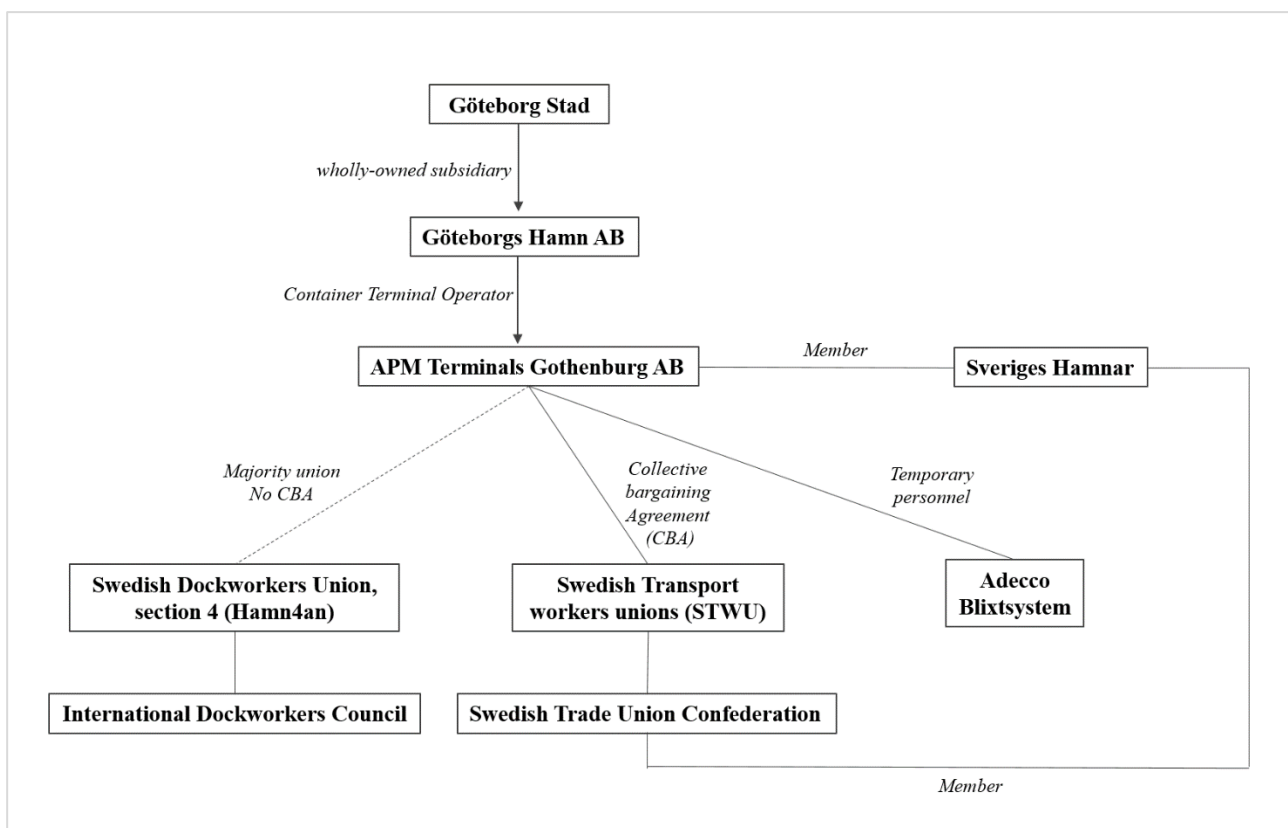 Göteborg Stad
wholly-owned subsidiary
Göteborgs Hamn AB
Container Terminal Operator
APM Terminals Gothenburg AB
Member
Sveriges Hamnar
Majority union
No CBA
Collective
bargaining
Agreement
(CBA)
Temporary
personnel
Swedish Dockworkers Union,
section 4 (Hamn4an)
Swedish Transport
workers unions (STWU)
Adecco
Blixtsystem
International Dockworkers Council
Swedish Trade Union Confederation
Member